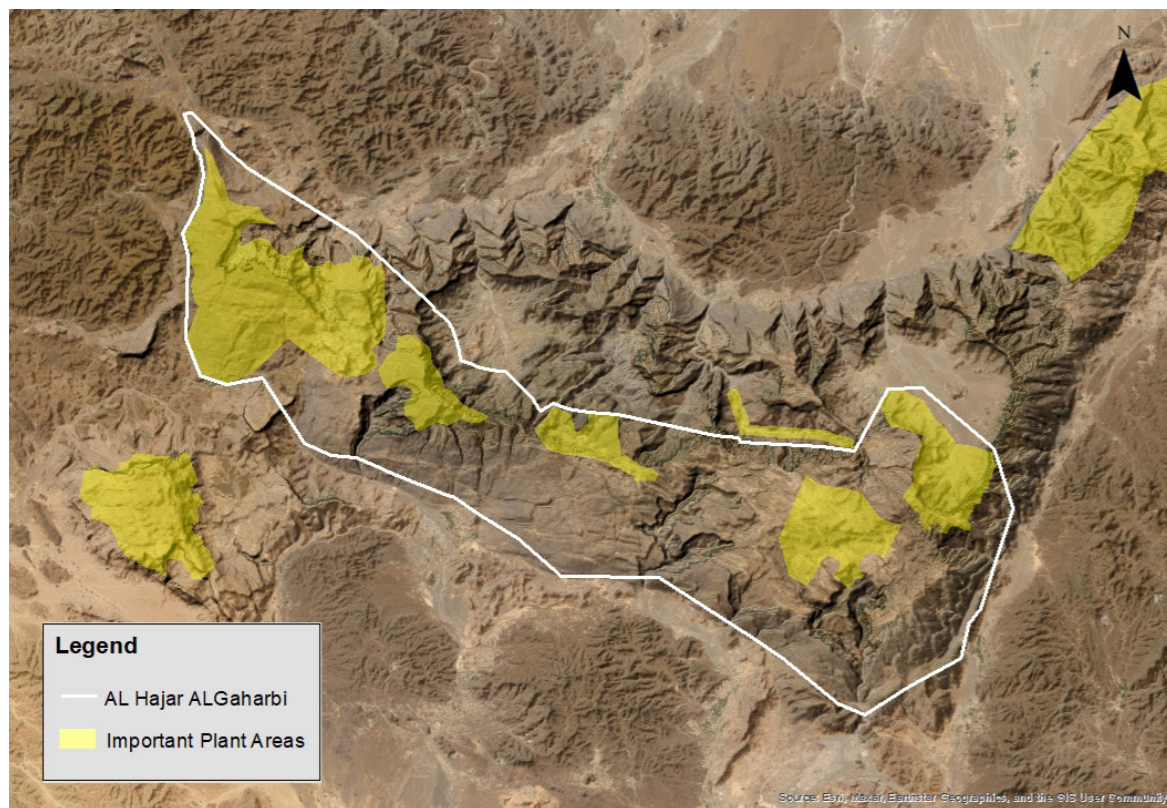 N
Legend
AL Hajar ALGaharbi
Important Plant Areas
Source: Esri, Maxar, Earthstar Geographics, and the GIS User Community